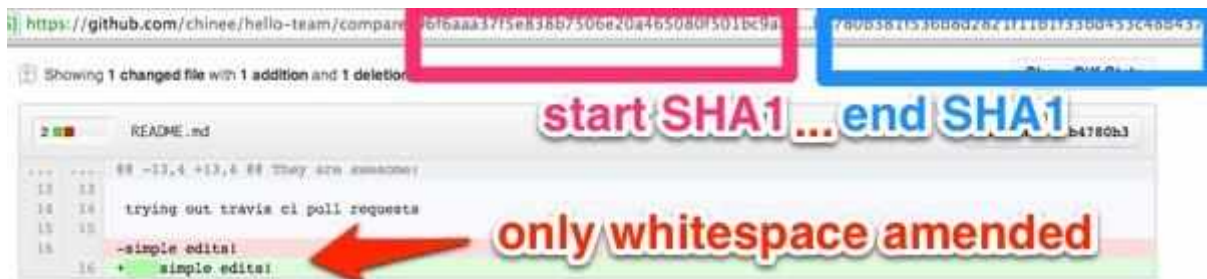 https://github.com/chinee/hello-team/compare
Showing 1 changed file with 1 addition and 1 deletion
start SHA1 ... end SHA1
2 README.md b4780b3
... ... @@ -13,4 +13,4 @@ They are awesome!
13 13
14 14 trying out travis ci pull requests
15 15
16 -simple edits!
16 + simple edits!
only whitespace amended